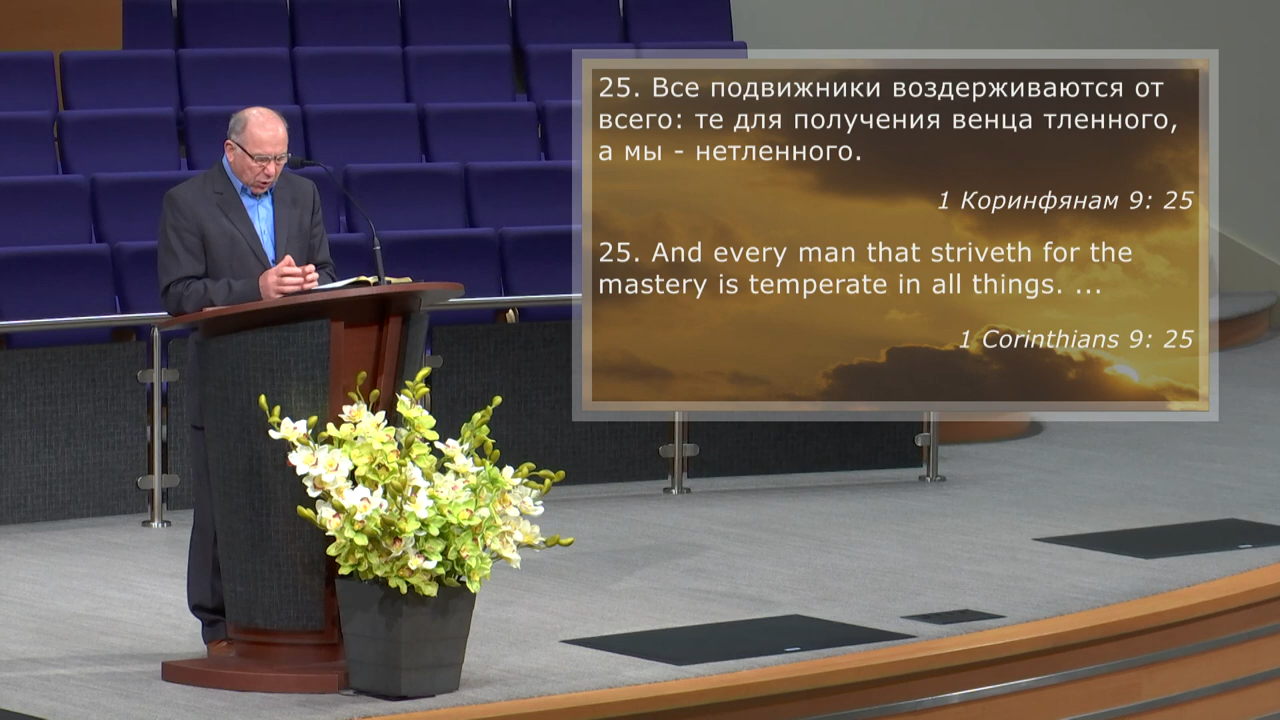 25. Все подвижники воздерживаются от
всего: те для получения венца тленного,
а мы - нетленного.
1 Коринфянам 9: 25
25. And every man that striveth for the
mastery is temperate in all things. ...
1 Corinthians 9: 25